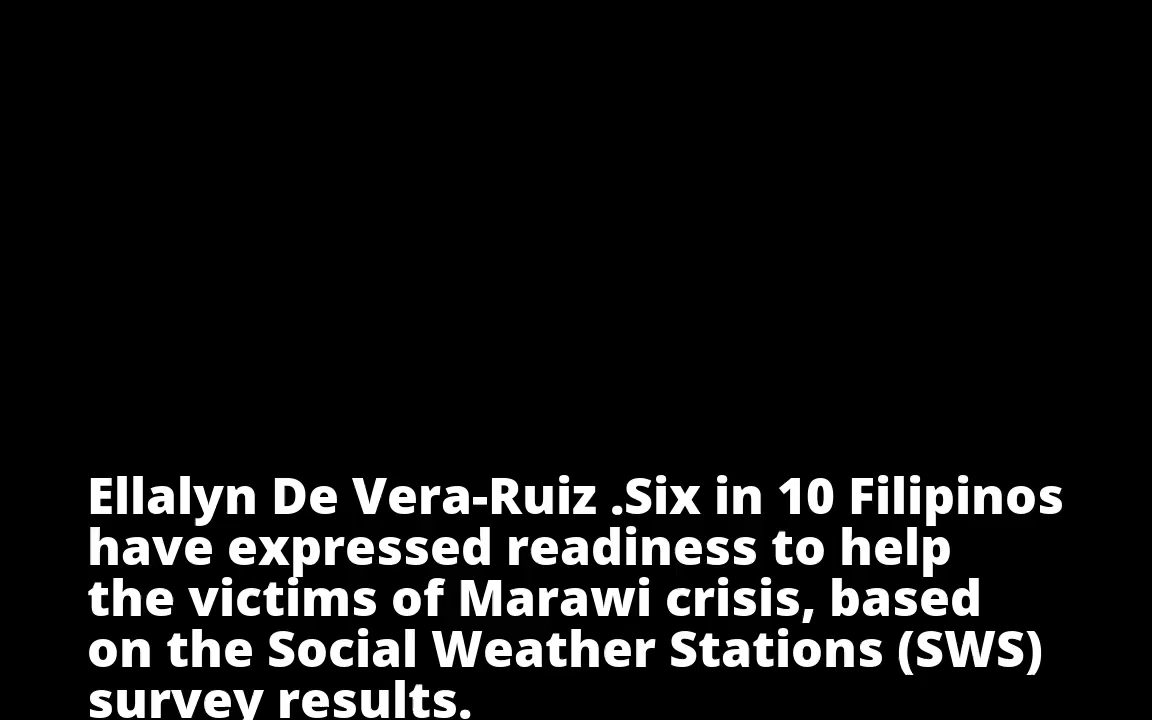 Ellalyn De Vera-Ruiz .Six in 10 Filipinos
have expressed readiness to help
the victims of Marawi crisis, based
on the Social Weather Stations (SWS)
survey results.